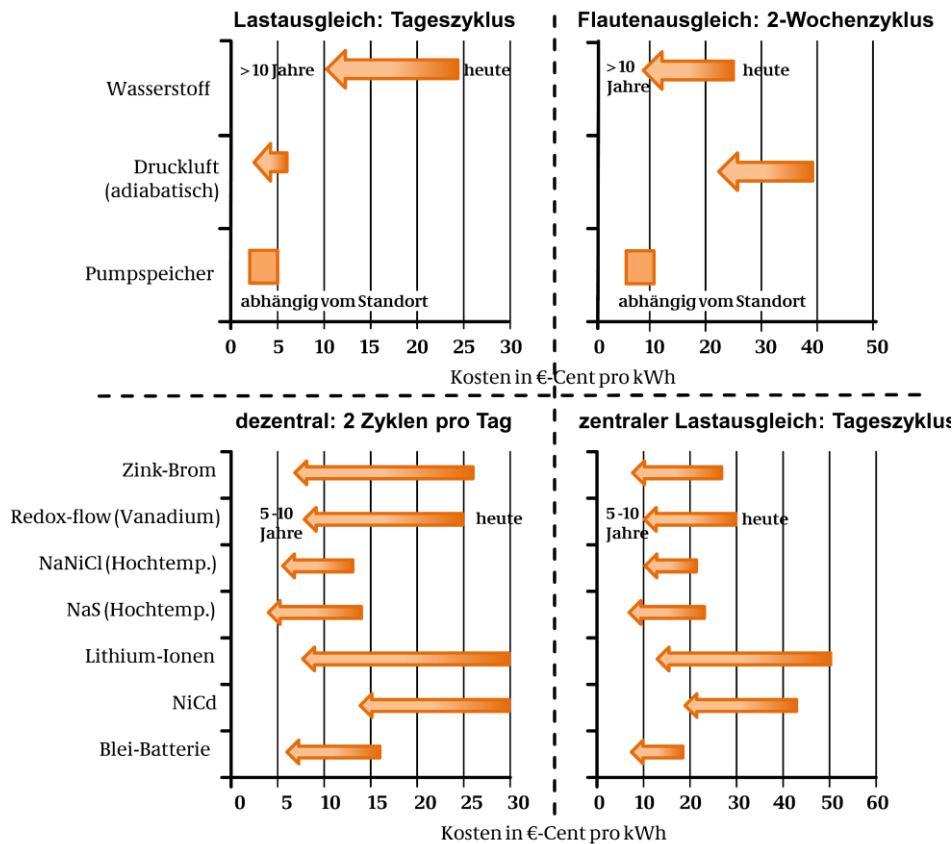 Lastausgleich: Tageszyklus
>10 Jahre
heute
Wasserstoff
Druckluft
(adiabatisch)
Pumpspeicher
abhängig vom Standort
0 5 10 15 20 25 30
Flautenausgleich: 2-Wochenzyklus
>10
Jahre
heute
abhängig vom Standort
0 10 20 30 40 50
Kosten in €-Cent pro kWh
dezentral: 2 Zyklen pro Tag
Zink-Brom
Redox-flow (Vanadium)
NaNiCl (Hochtemp.)
NaS (Hochtemp.)
Lithium-Ionen
NiCd
Blei-Batterie
5-10
Jahre
heute
0 5 10 15 20 25 30
zentraler Lastausgleich: Tageszyklus
5-10
Jahre
heute
0 10 20 30 40 50 60
Kosten in €-Cent pro kWh